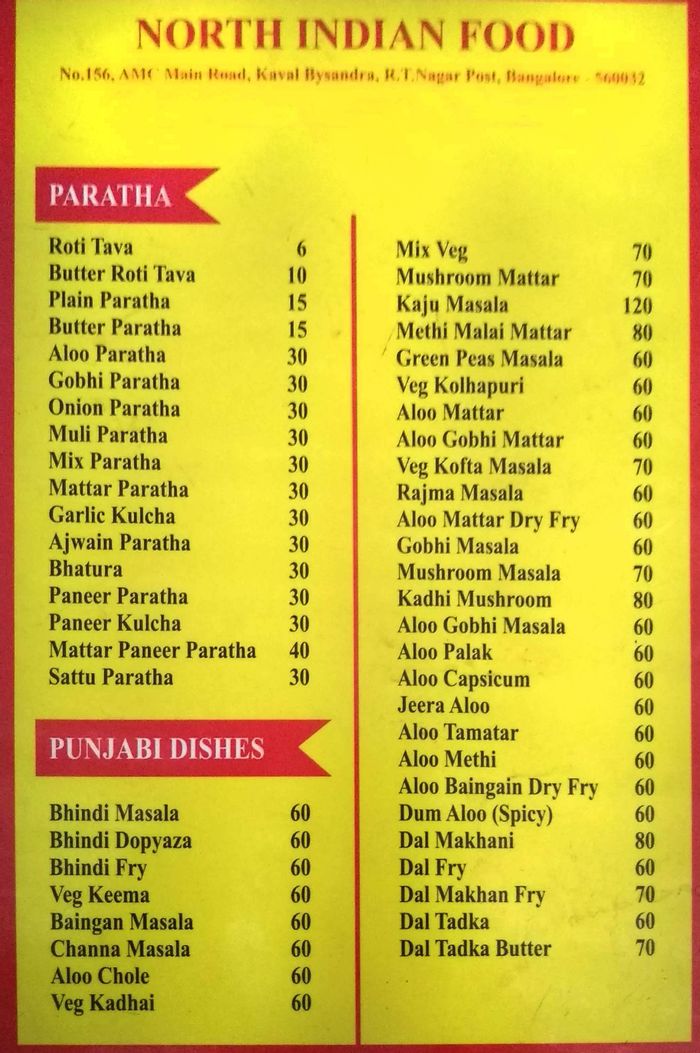 NORTH INDIAN FOOD
No.156, AMC Main Road, Kaval Bysandra, R.T.Nagar Post, Bangalore - 560032
PARATHA
Roti Tava 6
Butter Roti Tava 10
Plain Paratha 15
Butter Paratha 15
Aloo Paratha 30
Gobhi Paratha 30
Onion Paratha 30
Muli Paratha 30
Mix Paratha 30
Mattar Paratha 30
Garlic Kulcha 30
Ajwain Paratha 30
Bhatura 30
Paneer Paratha 30
Paneer Kulcha 30
Mattar Paneer Paratha 40
Sattu Paratha 30
PUNJABI DISHES
Bhindi Masala 60
Bhindi Dopyaza 60
Bhindi Fry 60
Veg Keema 60
Baingan Masala 60
Channa Masala 60
Aloo Chole 60
Veg Kadhai 60
Mix Veg 70
Mushroom Mattar 70
Kaju Masala 120
Methi Malai Mattar 80
Green Peas Masala 60
Veg Kolhapuri 60
Aloo Mattar 60
Aloo Gobhi Mattar 60
Veg Kofta Masala 70
Rajma Masala 60
Aloo Mattar Dry Fry 60
Gobhi Masala 60
Mushroom Masala 70
Kadhi Mushroom 80
Aloo Gobhi Masala 60
Aloo Palak 60
Aloo Capsicum 60
Jeera Aloo 60
Aloo Tamatar 60
Aloo Methi 60
Aloo Baingain Dry Fry 60
Dum Aloo (Spicy) 60
Dal Makhani 80
Dal Fry 60
Dal Makhan Fry 70
Dal Tadka 60
Dal Tadka Butter 70